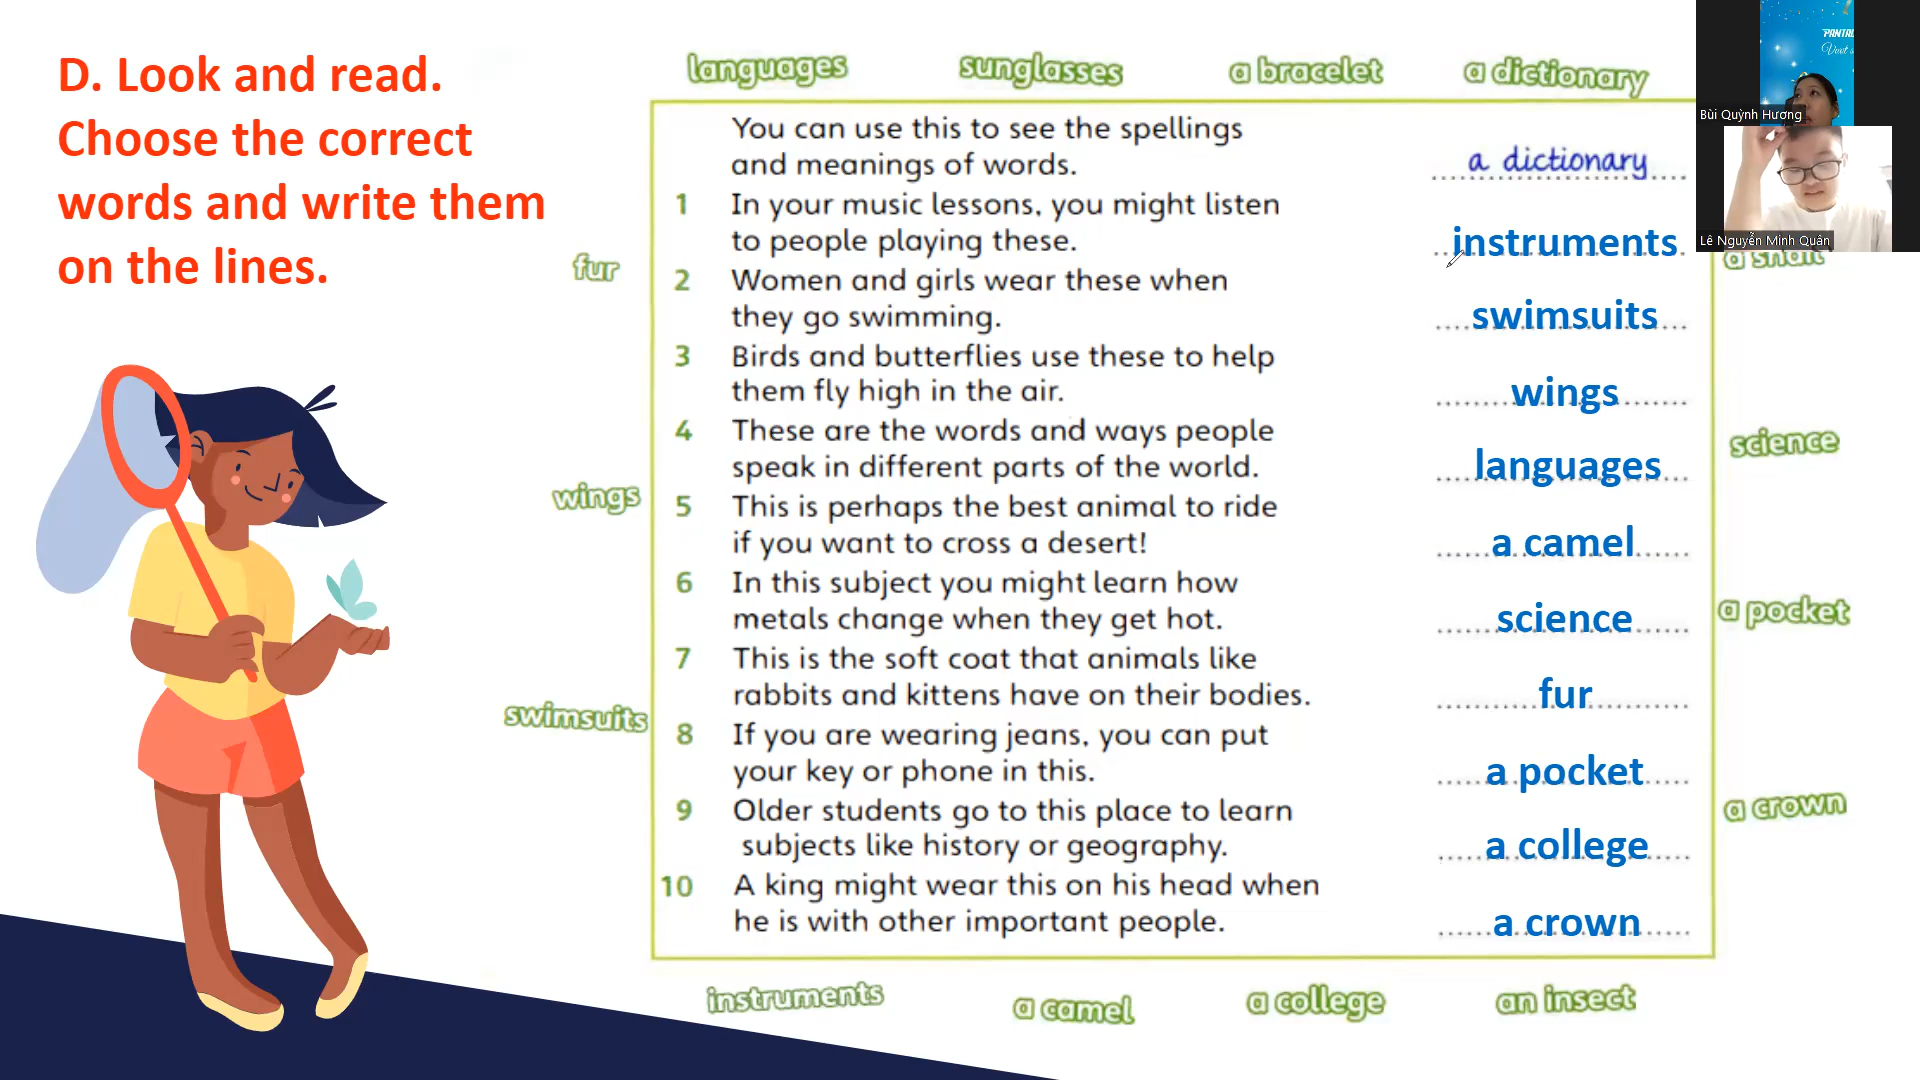 D. Look and read.
Choose the correct
words and write them
on the lines.
languages
sunglasses
a bracelet
a dictionary
You can use this to see the spellings
and meanings of words.
a dictionary
1 In your music lessons, you might listen
to people playing these.
instruments
2 Women and girls wear these when
they go swimming.
swimsuits
3 Birds and butterflies use these to help
them fly high in the air.
wings
4 These are the words and ways people
speak in different parts of the world.
languages
5 This is perhaps the best animal to ride
if you want to cross a desert!
a camel
6 In this subject you might learn how
metals change when they get hot.
science
7 This is the soft coat that animals like
rabbits and kittens have on their bodies.
fur
8 If you are wearing jeans, you can put
your key or phone in this.
a pocket
9 Older students go to this place to learn
subjects like history or geography.
a college
10 A king might wear this on his head when
he is with other important people.
a crown
fur
wings
swimsuits
science
a pocket
a crown
instruments
a camel
a college
an insect
Bùi Quỳnh Hương
Lê Nguyễn Minh Quân